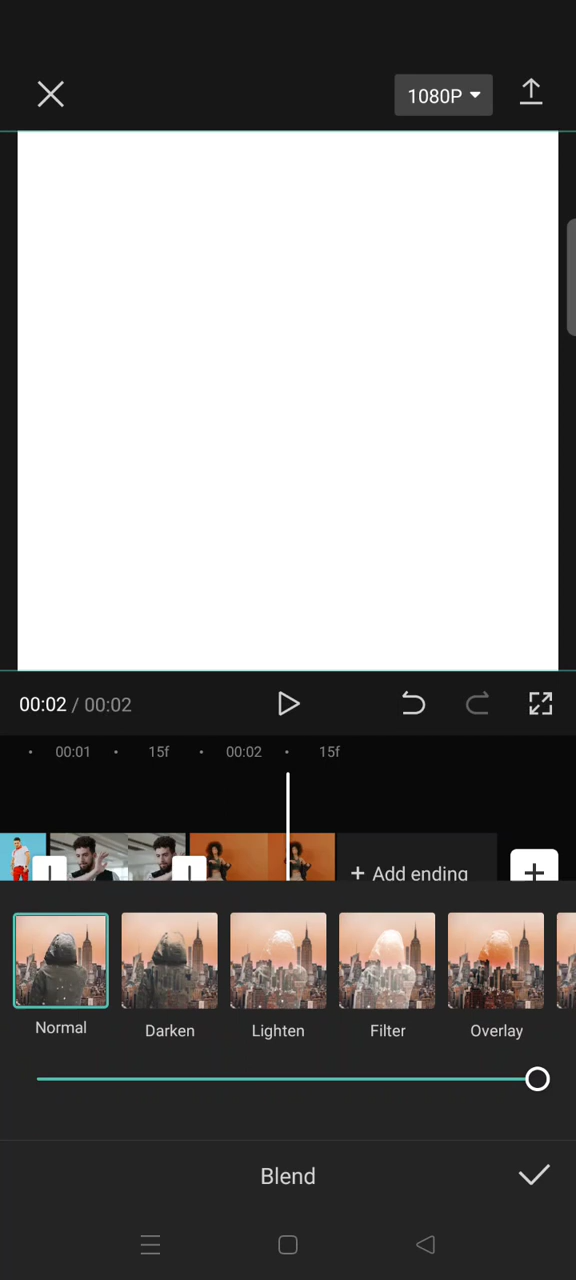 1080P
00:02 / 00:02
00:01 15f 00:02 15f
+ Add ending
Normal Darken Lighten Filter Overlay
Blend